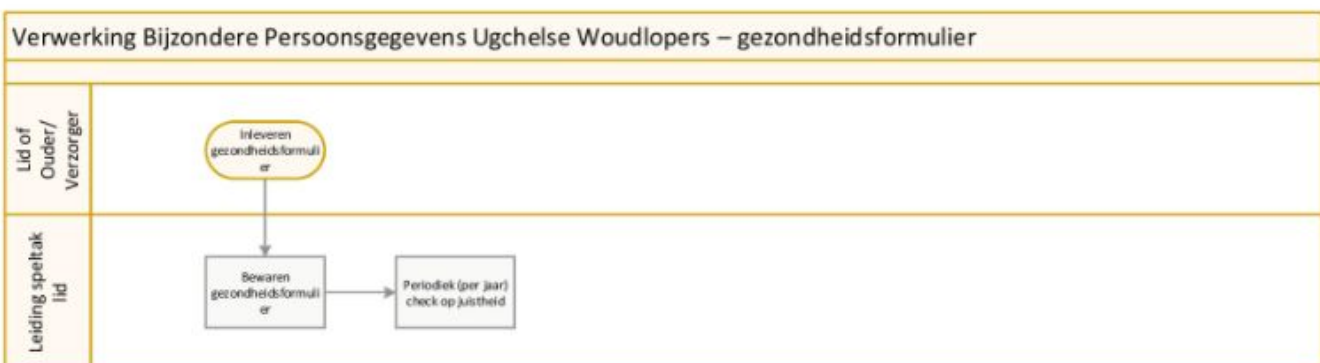 Verwerking Bijzondere Persoonsgegevens Ugchelse Woudlopers – gezondheidsformulier
Lid of
Ouder/
Verzorger
Inleveren
gezondheidsformuli
er
Leiding speltak
lid
Bewaren
gezondheidsformuli
er
Periodiek (per jaar)
check op juistheid